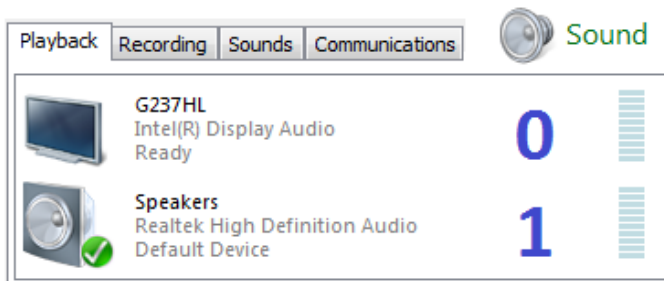 Sound
Playback Recording Sounds Communications
G237HL
Intel(R) Display Audio
Ready
0
Speakers
Realtek High Definition Audio
Default Device
1